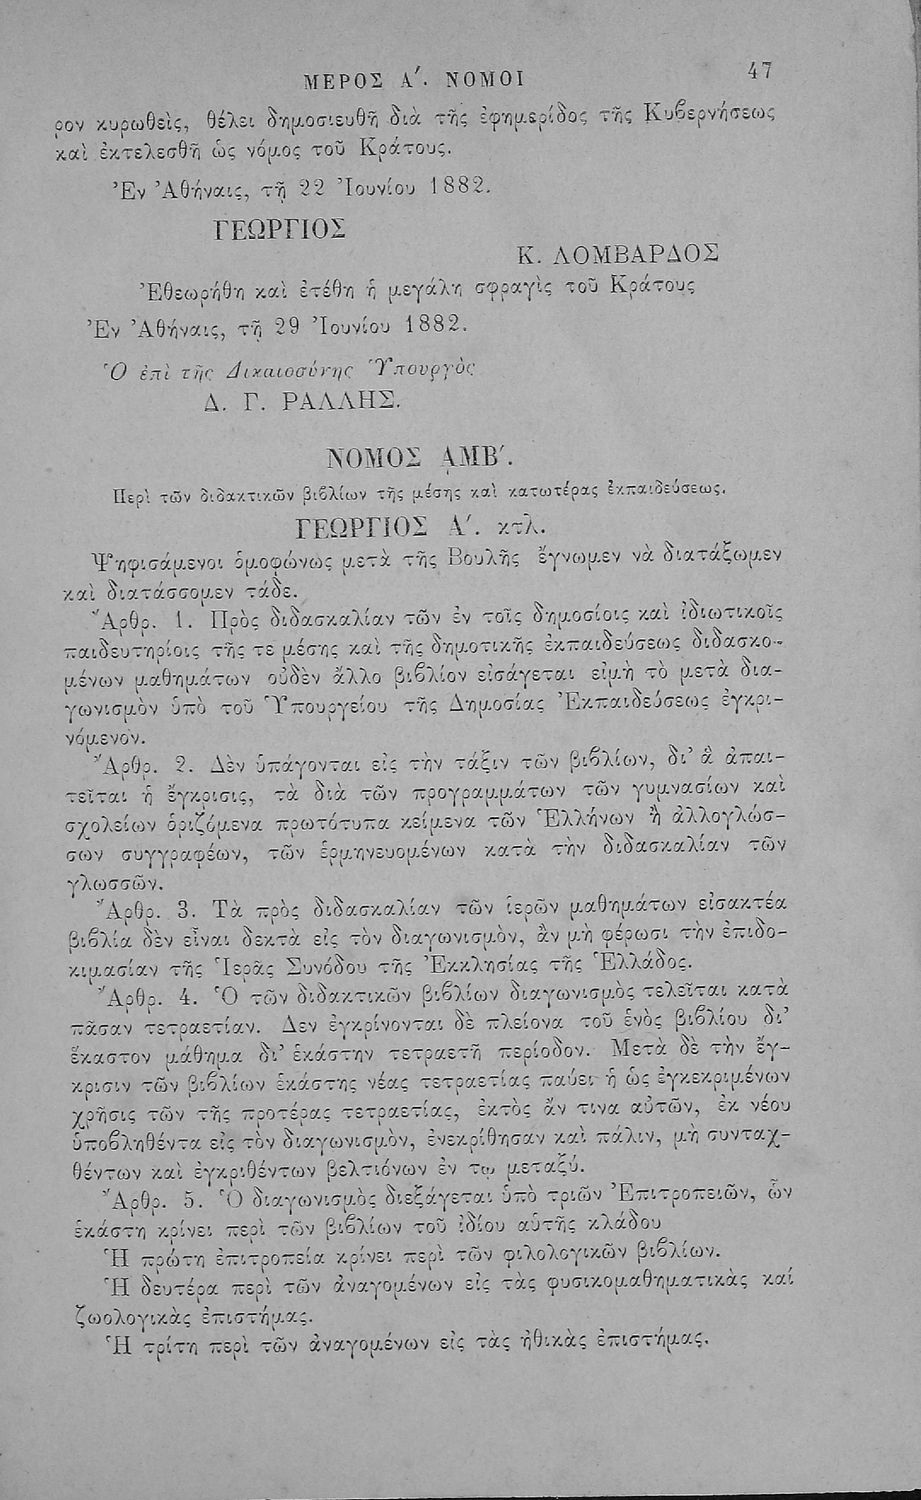 ΜΕΡΟΣ Α΄. ΝΟΜΟΙ 47
ρον κυρωθεὶς, θέλει δημοσιευθῆ διὰ τῆς ἐφημερίδος τῆς Κυβερνήσεως
καὶ ἐκτελεσθῆ ὡς νόμος τοῦ Κράτους.
Ἐν Ἀθήναις, τῇ 22 Ἰουνίου 1882.
ΓΕΩΡΓΙΟΣ
Κ. ΛΟΜΒΑΡΔΟΣ
Ἐθεωρήθη καὶ ἐτέθη ἡ μεγάλη σφραγὶς τοῦ Κράτους
Ἐν Ἀθήναις, τῇ 29 Ἰουνίου 1882.
Ὁ ἐπὶ τῆς Δικαιοσύνης Ὑπουργὸς
Δ. Γ. ΡΑΛΛΗΣ.
ΝΟΜΟΣ ͵ΑΜΒ΄.
Περὶ τῶν διδακτικῶν βιβλίων τῆς μέσης καὶ κατωτέρας ἐκπαιδεύσεως.
ΓΕΩΡΓΙΟΣ Α΄. κτλ.
Ψηφισάμενοι ὁμοφώνως μετὰ τῆς Βουλῆς ἔγνωμεν νὰ διατάξωμεν
καὶ διατάσσομεν τάδε.
Ἄρθρ. 1. Πρὸς διδασκαλίαν τῶν ἐν τοῖς δημοσίοις καὶ ἰδιωτικοῖς
παιδευτηρίοις τῆς τε μέσης καὶ τῆς δημοτικῆς ἐκπαιδεύσεως διδασκο-
μένων μαθημάτων οὐδὲν ἄλλο βιβλίον εἰσάγεται εἰμὴ τὸ μετὰ δια-
γωνισμὸν ὑπὸ τοῦ Ὑπουργείου τῆς Δημοσίας Ἐκπαιδεύσεως ἐγκρι-
νόμενον.
Ἄρθρ. 2. Δὲν ὑπάγονται εἰς τὴν τάξιν τῶν βιβλίων, δι᾿ ἃ ἀπαι-
τεῖται ἡ ἔγκρισις, τὰ διὰ τῶν προγραμμάτων τῶν γυμνασίων καὶ
σχολείων ὁριζόμενα πρωτότυπα κείμενα τῶν Ἑλλήνων ἢ ἀλλογλώσ-
σων συγγραφέων, τῶν ἑρμηνευομένων κατὰ τὴν διδασκαλίαν τῶν
γλωσσῶν.
Ἄρθρ. 3. Τὰ πρὸς διδασκαλίαν τῶν ἱερῶν μαθημάτων εἰσακτέα
βιβλία δὲν εἶναι δεκτὰ εἰς τὸν διαγωνισμὸν, ἂν μὴ φέρωσι τὴν ἐπιδο-
κιμασίαν τῆς Ἱερᾶς Συνόδου τῆς Ἐκκλησίας τῆς Ἑλλάδος.
Ἄρθρ. 4. Ὁ τῶν διδακτικῶν βιβλίων διαγωνισμὸς τελεῖται κατὰ
πᾶσαν τετραετίαν. Δεν ἐγκρίνονται δὲ πλείονα τοῦ ἑνὸς βιβλίου δι᾿
ἕκαστον μάθημα δι᾿ ἑκάστην τετραετῆ περίοδον. Μετὰ δὲ τὴν ἔγ-
κρισιν τῶν βιβλίων ἑκάστης νέας τετραετίας παύει ἡ ὡς ἐγκεκριμένων
χρῆσις τῶν τῆς προτέρας τετραετίας, ἐκτὸς ἄν τινα αὐτῶν, ἐκ νέου
ὑποβληθέντα εἰς τὸν διαγωνισμὸν, ἐνεκρίθησαν καὶ πάλιν, μὴ συνταχ-
θέντων καὶ ἐγκριθέντων βελτιόνων ἐν τῳ μεταξύ.
Ἄρθρ. 5. Ὁ διαγωνισμὸς διεξάγεται ὑπὸ τριῶν Ἐπιτροπειῶν, ὧν
ἑκάστη κρίνει περὶ τῶν βιβλίων τοῦ ἰδίου αὑτῆς κλάδου
Ἡ πρώτη ἐπιτροπεία κρίνει περὶ τῶν φιλολογικῶν βιβλίων.
Ἡ δευτέρα περὶ τῶν ἀναγομένων εἰς τὰς φυσικομαθηματικὰς καὶ
ζωολογικὰς ἐπιστήμας.
Ἡ τρίτη περὶ τῶν ἀναγομένων εἰς τὰς ἠθικὰς ἐπιστήμας.